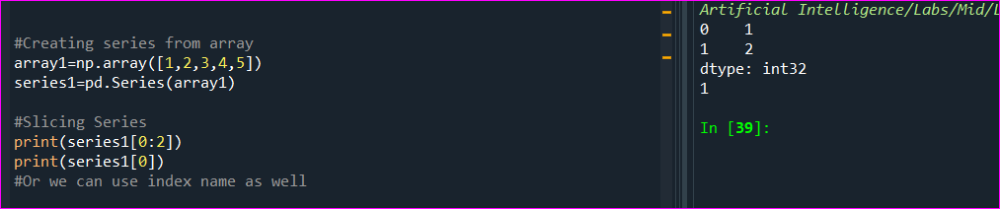 #Creating series from array
array1=np.array([1,2,3,4,5])
series1=pd.Series(array1)
#Slicing Series
print(series1[0:2])
print(series1[0])
#Or we can use index name as well
Artificial Intelligence/Labs/Mid/
0    1
1    2
dtype: int32
1
In [39]: